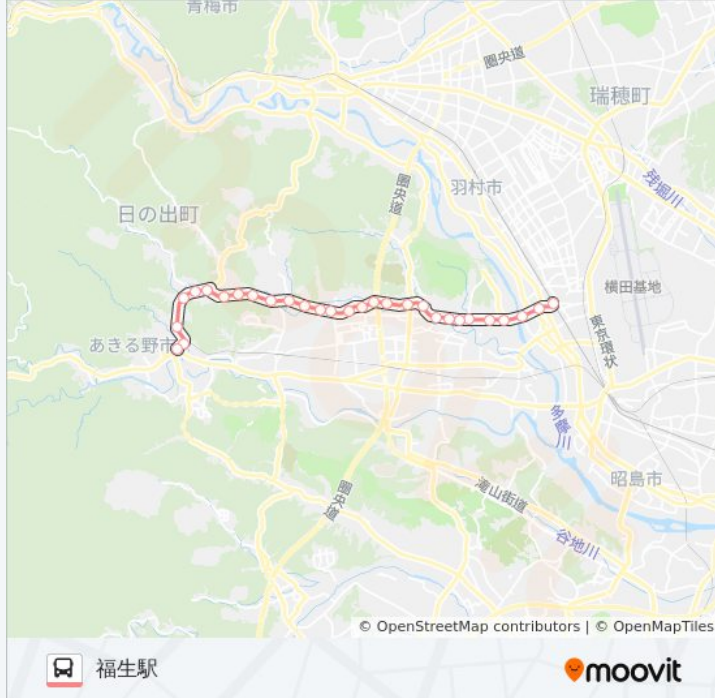 青梅市
圏央道
瑞穂町
残堀川
羽村市
圏央道
日の出町
横田基地
東京環状
あきる野市
多摩川
昭島市
滝山街道
圏央道
谷地川
© OpenStreetMap contributors | © OpenMapTiles
福生駅
moovit